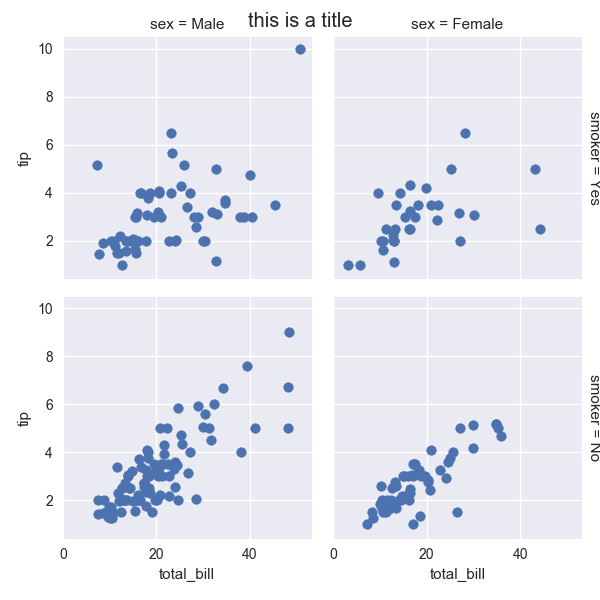 this is a title
sex = Male
sex = Female
10
8
6
4
2
tip
smoker = Yes
10
8
6
4
2
tip
smoker = No
0
20
40
total_bill
0
20
40
total_bill